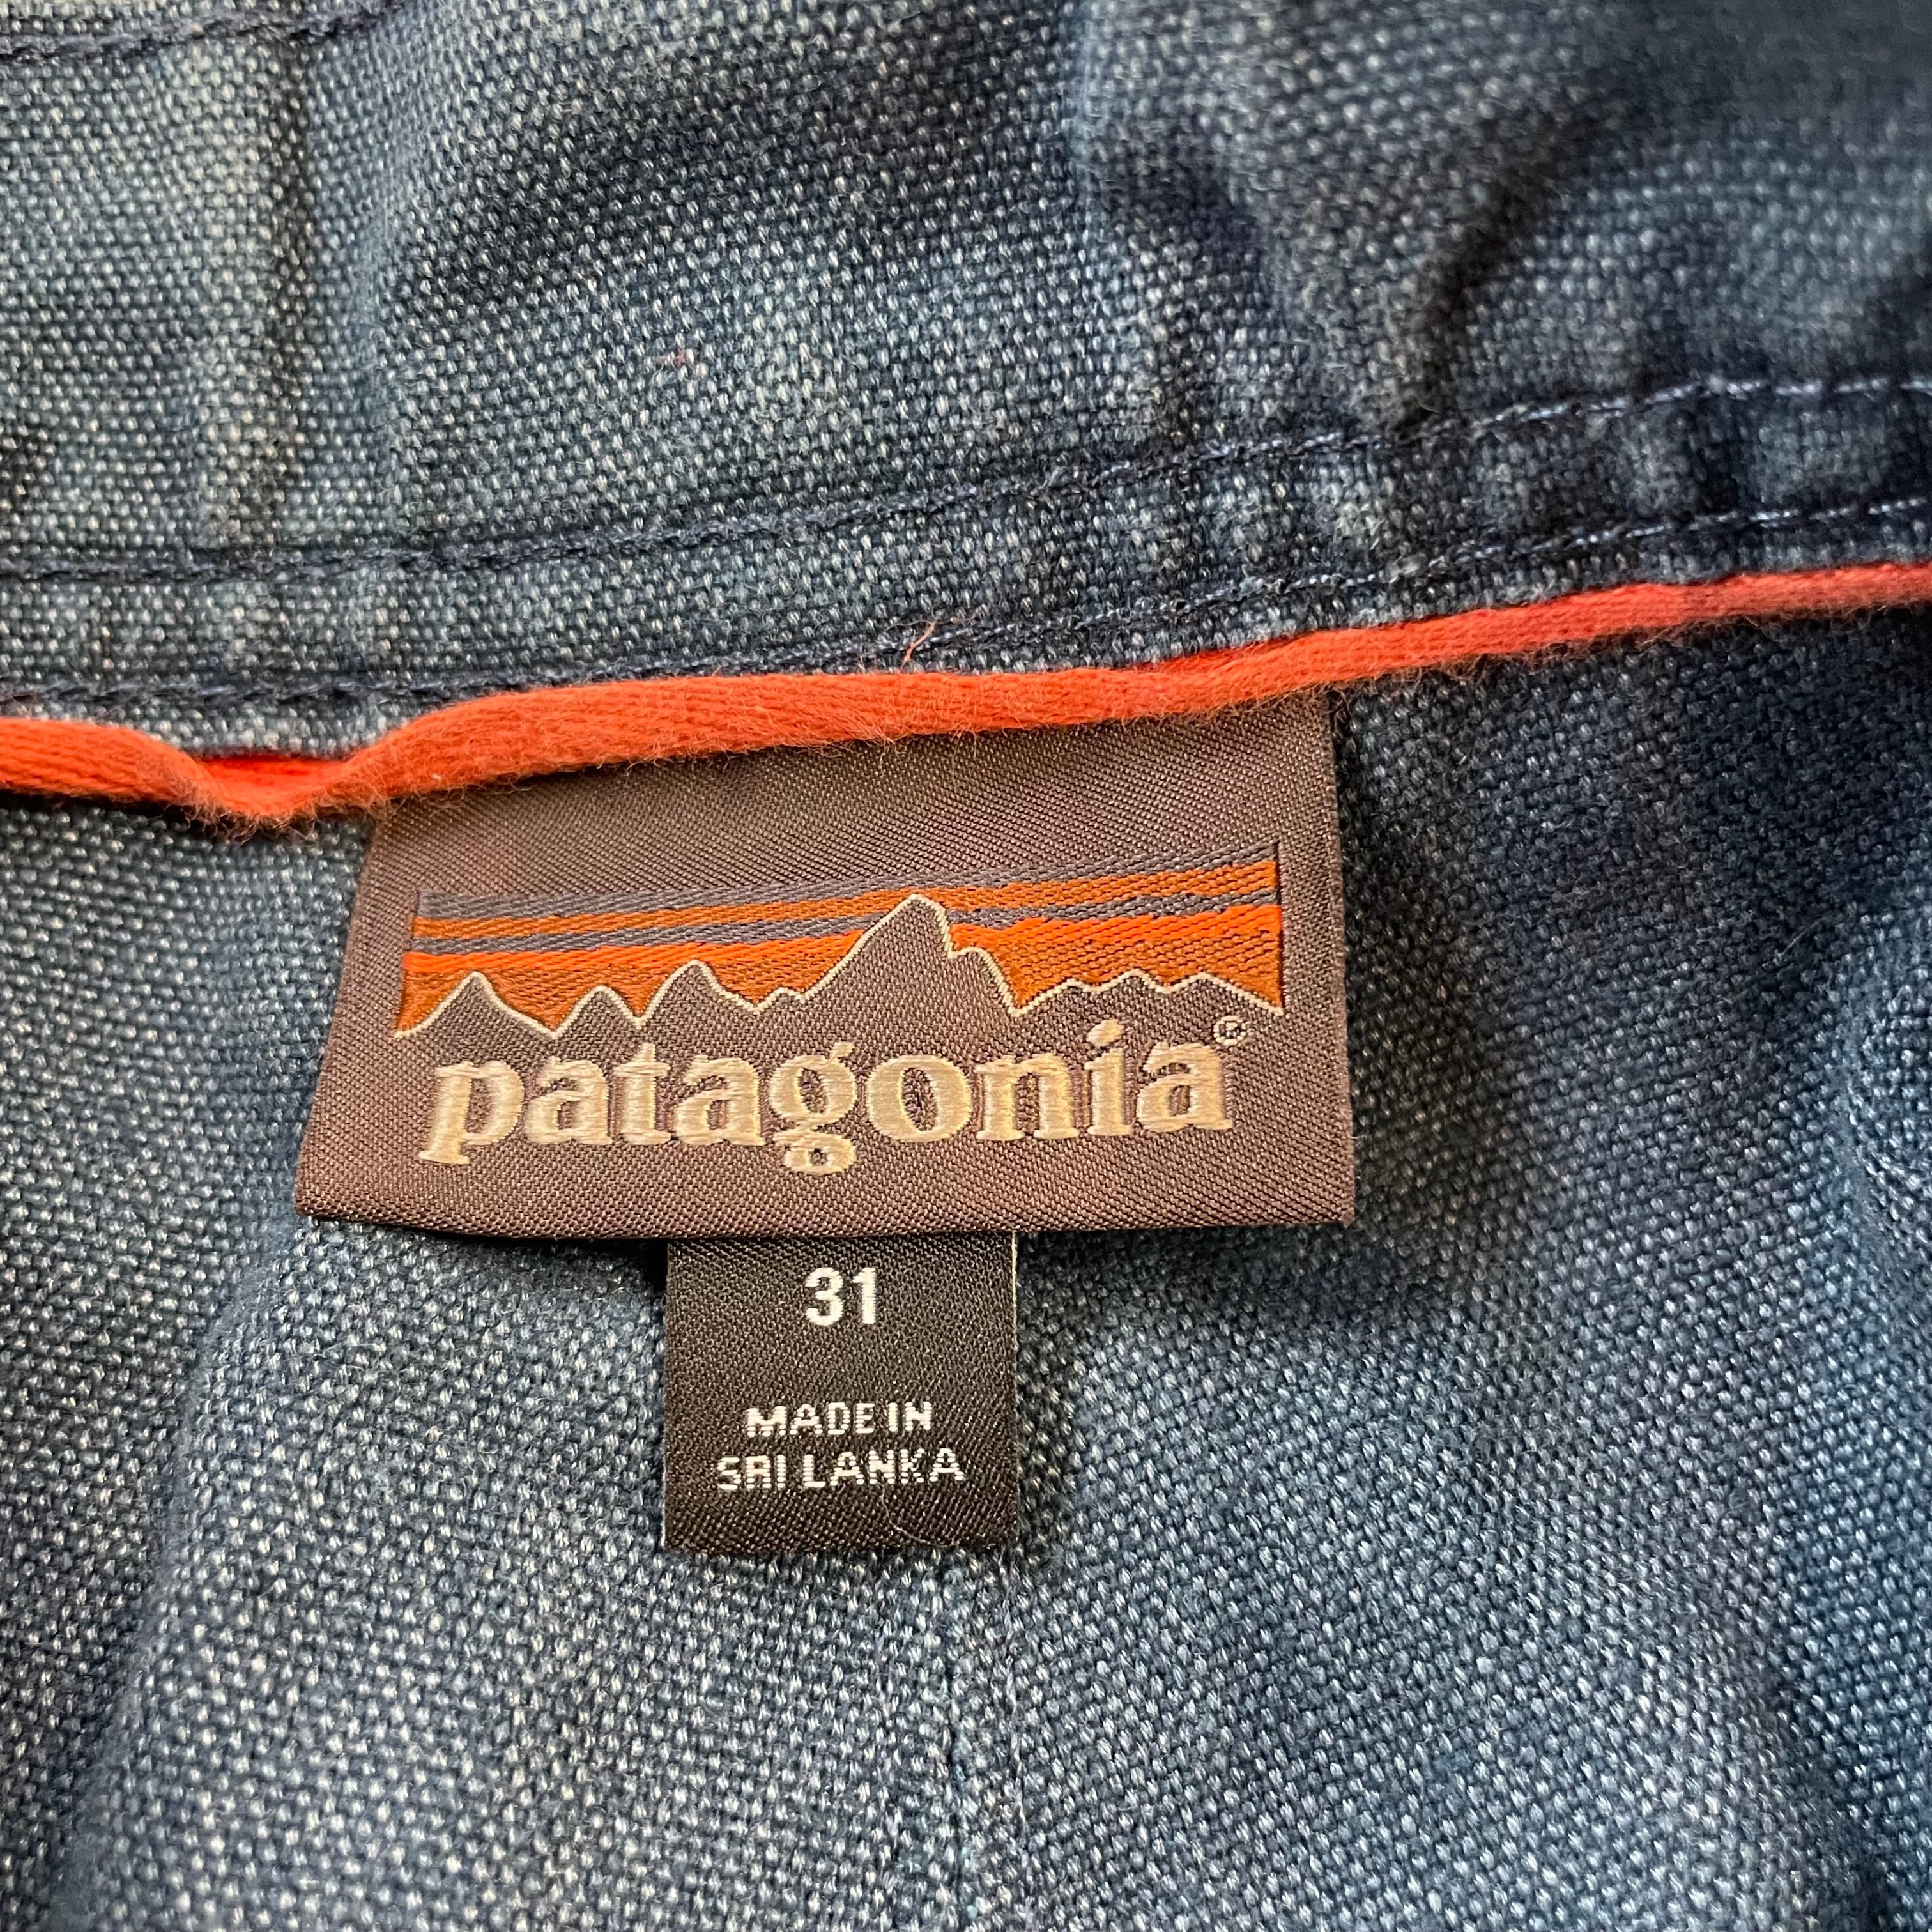 patagonia®
31
MADE IN
SRI LANKA